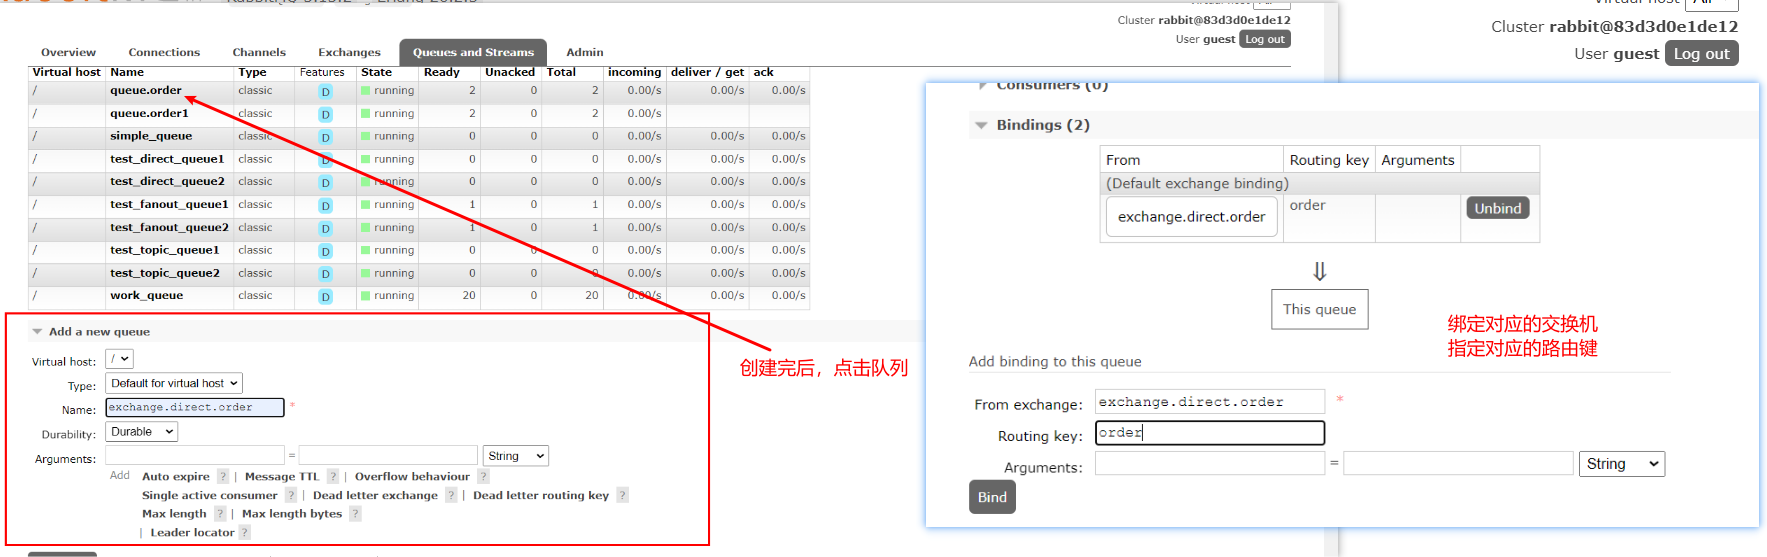 Cluster rabbit@83d3d0e1de12
User guest Log out
Overview Connections Channels Exchanges Queues and Streams Admin
Virtual host Name Type Features State Ready Unacked Total incoming deliver / get ack
/ queue.order classic D running 2 0 2 0.00/s 0.00/s 0.00/s
/ queue.order1 classic D running 2 0 2 0.00/s
/ simple_queue classic D running 0 0 0 0.00/s 0.00/s 0.00/s
/ test_direct_queue1 classic D running 0 0 0 0.00/s 0.00/s 0.00/s
/ test_direct_queue2 classic D running 0 0 0 0.00/s 0.00/s 0.00/s
/ test_fanout_queue1 classic D running 1 0 1 0.00/s 0.00/s 0.00/s
/ test_fanout_queue2 classic D running 1 0 1 0.00/s 0.00/s 0.00/s
/ test_topic_queue1 classic D running 0 0 0 0.00/s 0.00/s 0.00/s
/ test_topic_queue2 classic D running 0 0 0 0.00/s 0.00/s 0.00/s
/ work_queue classic D running 20 0 20 0.00/s 0.00/s 0.00/s
Add a new queue
Virtual host: /
Type: Default for virtual host
Name: exchange.direct.order *
Durability: Durable
Arguments: = String
Add Auto expire ? | Message TTL ? | Overflow behaviour ?
Single active consumer ? | Dead letter exchange ? | Dead letter routing key ?
Max length ? | Max length bytes ?
| Leader locator ?
创建完后，点击队列
Virtual host
Cluster rabbit@83d3d0e1de12
User guest Log out
Consumers (0)
Bindings (2)
From Routing key Arguments
(Default exchange binding)
exchange.direct.order order Unbind
⇓
This queue
绑定对应的交换机
指定对应的路由键
Add binding to this queue
From exchange: exchange.direct.order *
Routing key: order
Arguments: = String
Bind